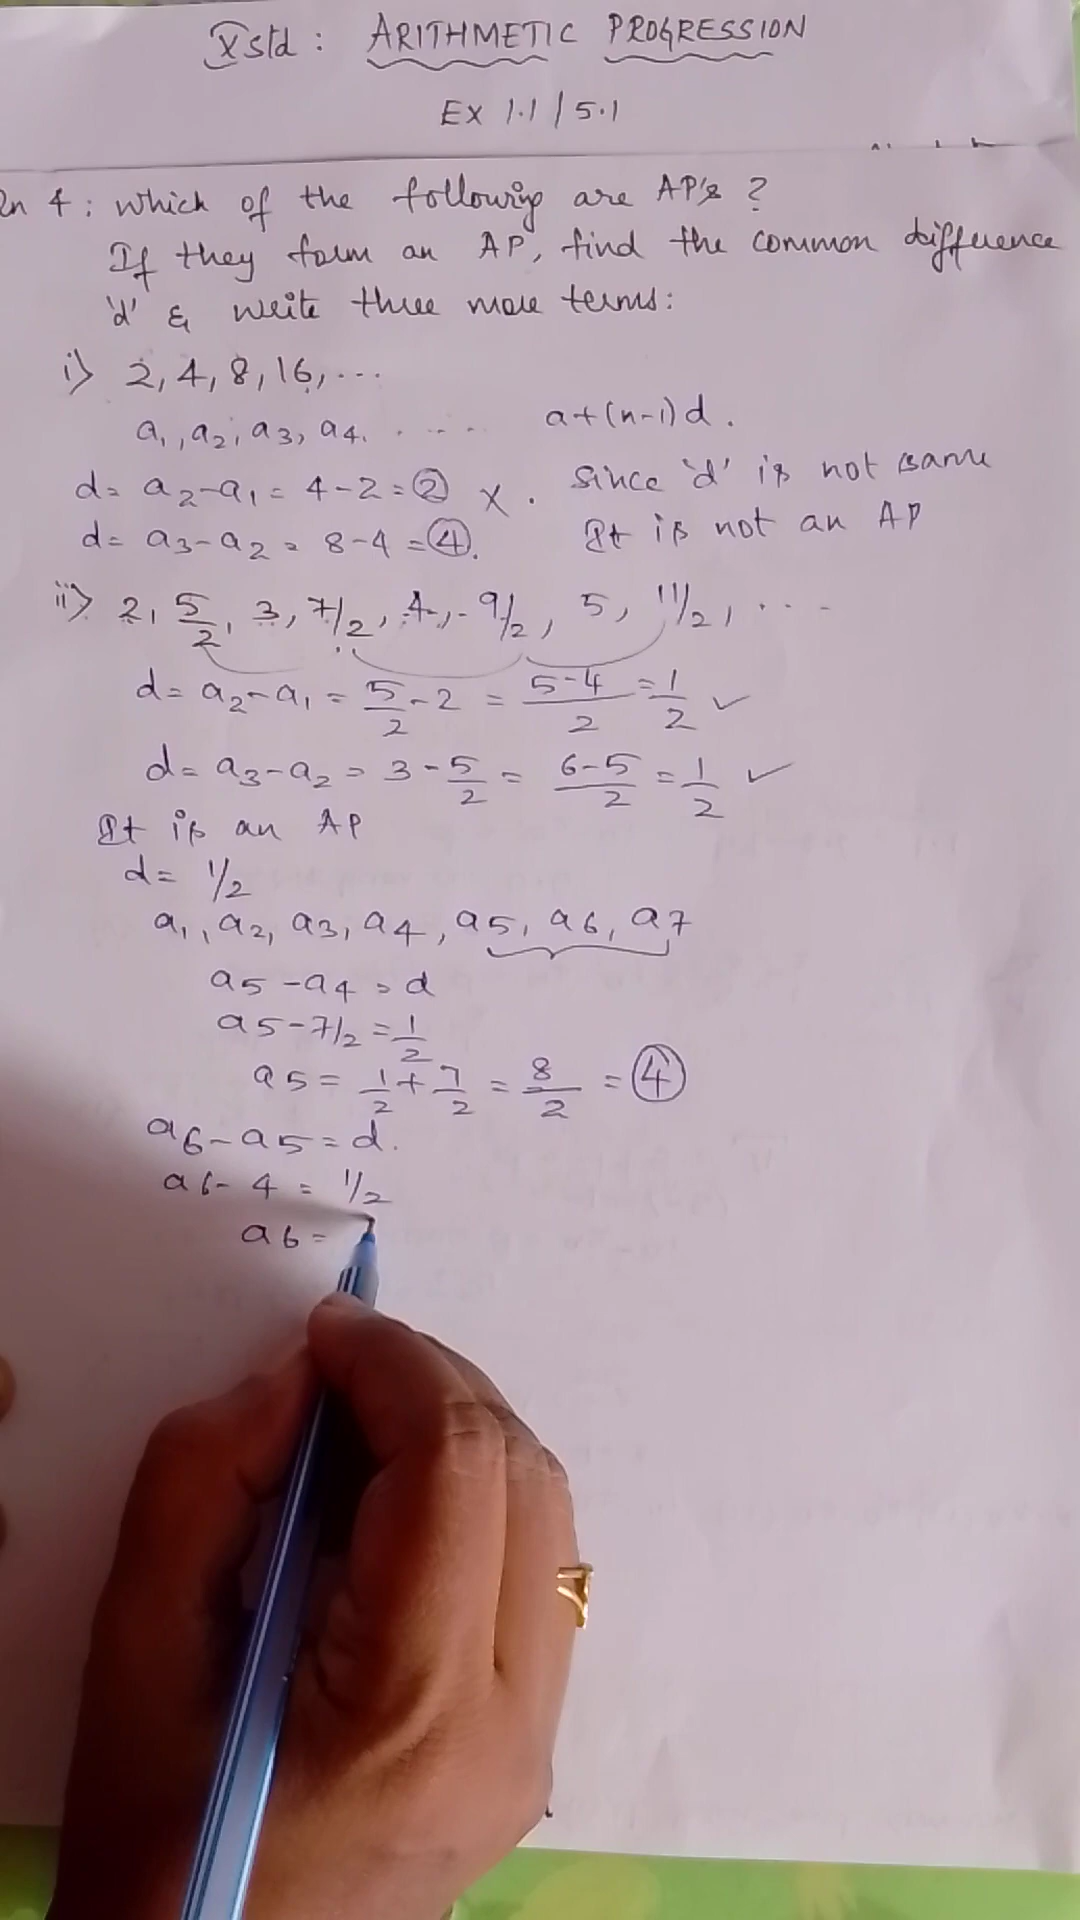 X std : ARITHMETIC PROGRESSION
EX 1.1 / 5.1
4 : which of the following are AP's ?
If they form an AP, find the common difference
'd' & write three more terms:
i) 2, 4, 8, 16, ...
a1, a2, a3, a4. . . . .
a+(n-1)d .
d = a2-a1 = 4-2 = 2 X .
d = a3-a2 = 8-4 = 4.
since 'd' is not same
It is not an AP
ii) 2, 5/2, 3, 7/2, 4, 9/2, 5, 11/2, . . . .
d = a2-a1 = 5/2 - 2 = 5-4/2 = 1/2 ✓
d = a3-a2 = 3 - 5/2 = 6-5/2 = 1/2 ✓
It is an AP
d = 1/2
a1, a2, a3, a4, a5, a6, a7
a5 - a4 = d
a5 - 7/2 = 1/2
a5 = 1/2 + 7/2 = 8/2 = 4
a6 - a5 = d.
a6 - 4 = 1/2
a6 =